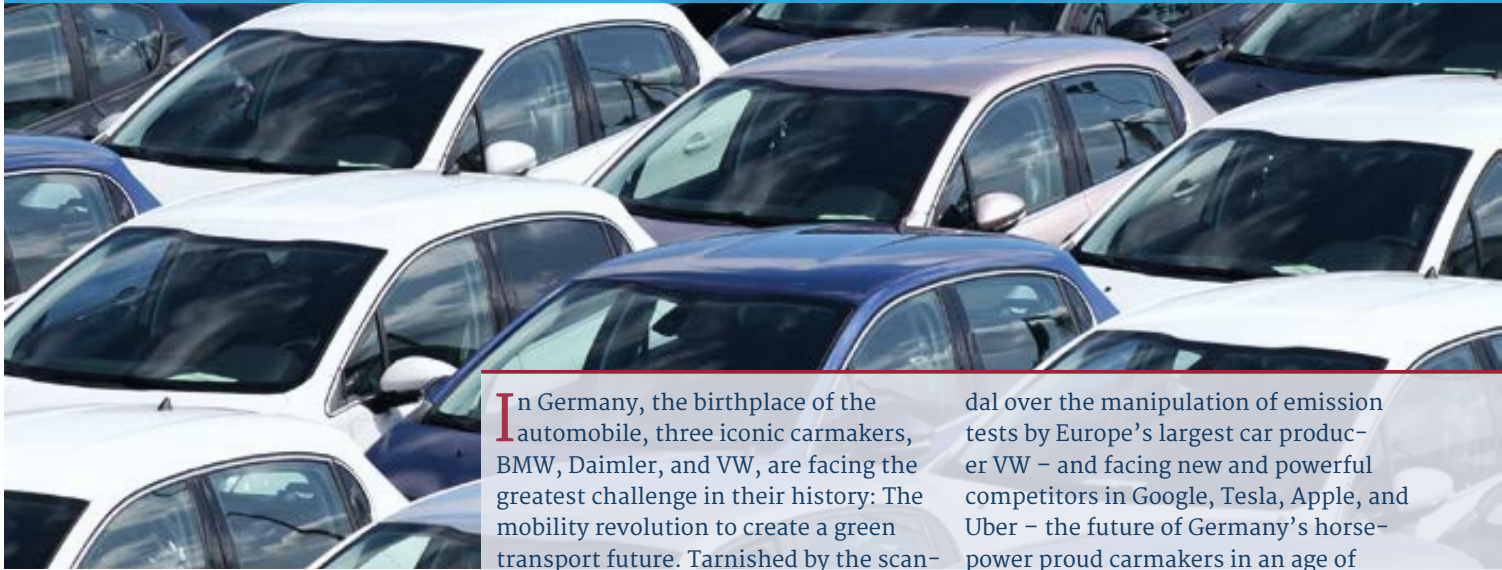 In Germany, the birthplace of the
automobile, three iconic carmakers,
BMW, Daimler, and VW, are facing the
greatest challenge in their history: The
mobility revolution to create a green
transport future. Tarnished by the scan-
dal over the manipulation of emission
tests by Europe’s largest car produc-
er VW – and facing new and powerful
competitors in Google, Tesla, Apple, and
Uber – the future of Germany’s horse-
power proud carmakers in an age of